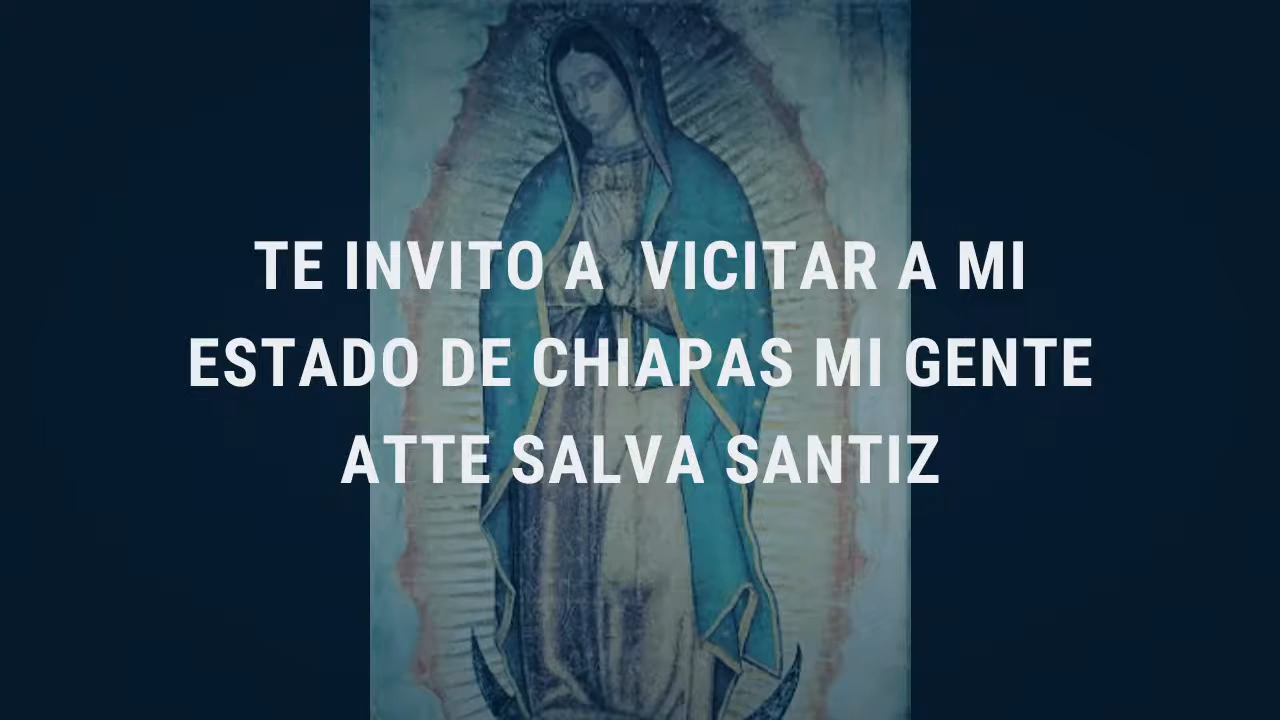 TE INVITO A  VICITAR A MI
ESTADO DE CHIAPAS MI GENTE
ATTE SALVA SANTIZ